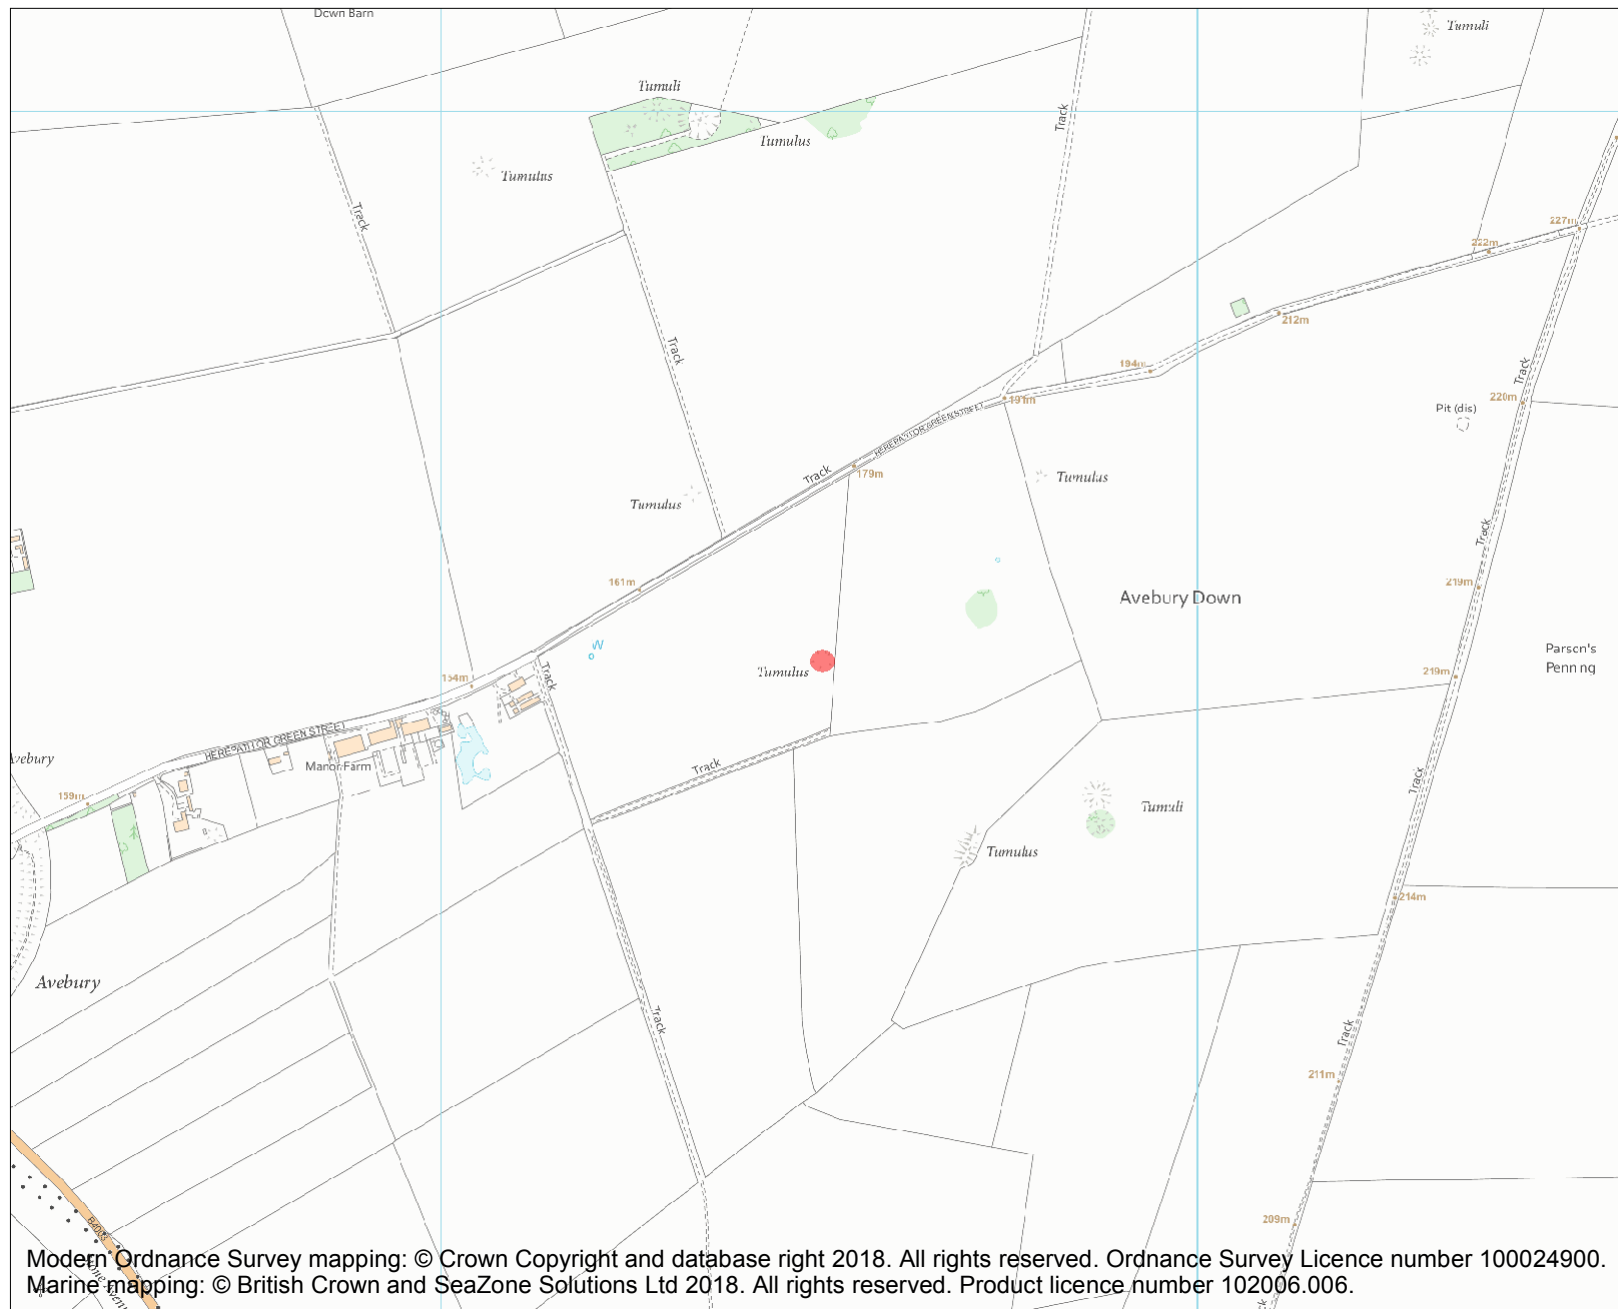 Down Barn
Tumuli
Tumuli
Track
Tumulus
Tumulus
Track
227m
222m
212m
Track
194m
Track
191m
220m
HEREPATH OR GREEN STREET
Pit (dis)
Track
179m
Tumulus
Tumulus
Track
161m
219m
Avebury Down
W
Parson's
Penning
Tumulus
219m
154m
Track
HEREPATH OR GREEN STREET
Avebury
Manor Farm
Track
Track
159m
Tumuli
Tumulus
214m
Avebury
Track
Track
211m
209m
B4003
Modern Ordnance Survey mapping: © Crown Copyright and database right 2018. All rights reserved. Ordnance Survey Licence number 100024900.
Marine mapping: © British Crown and SeaZone Solutions Ltd 2018. All rights reserved. Product licence number 102006.006.